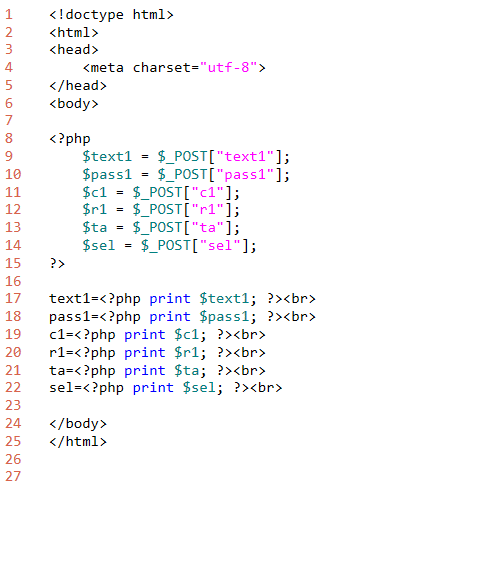 1 <!doctype html>
2 <html>
3 <head>
4     <meta charset="utf-8">
5 </head>
6 <body>
7
8 <?php
9     $text1 = $_POST["text1"];
10     $pass1 = $_POST["pass1"];
11     $c1 = $_POST["c1"];
12     $r1 = $_POST["r1"];
13     $ta = $_POST["ta"];
14     $sel = $_POST["sel"];
15 ?>
16
17 text1=<?php print $text1; ?><br>
18 pass1=<?php print $pass1; ?><br>
19 c1=<?php print $c1; ?><br>
20 r1=<?php print $r1; ?><br>
21 ta=<?php print $ta; ?><br>
22 sel=<?php print $sel; ?><br>
23
24 </body>
25 </html>
26
27